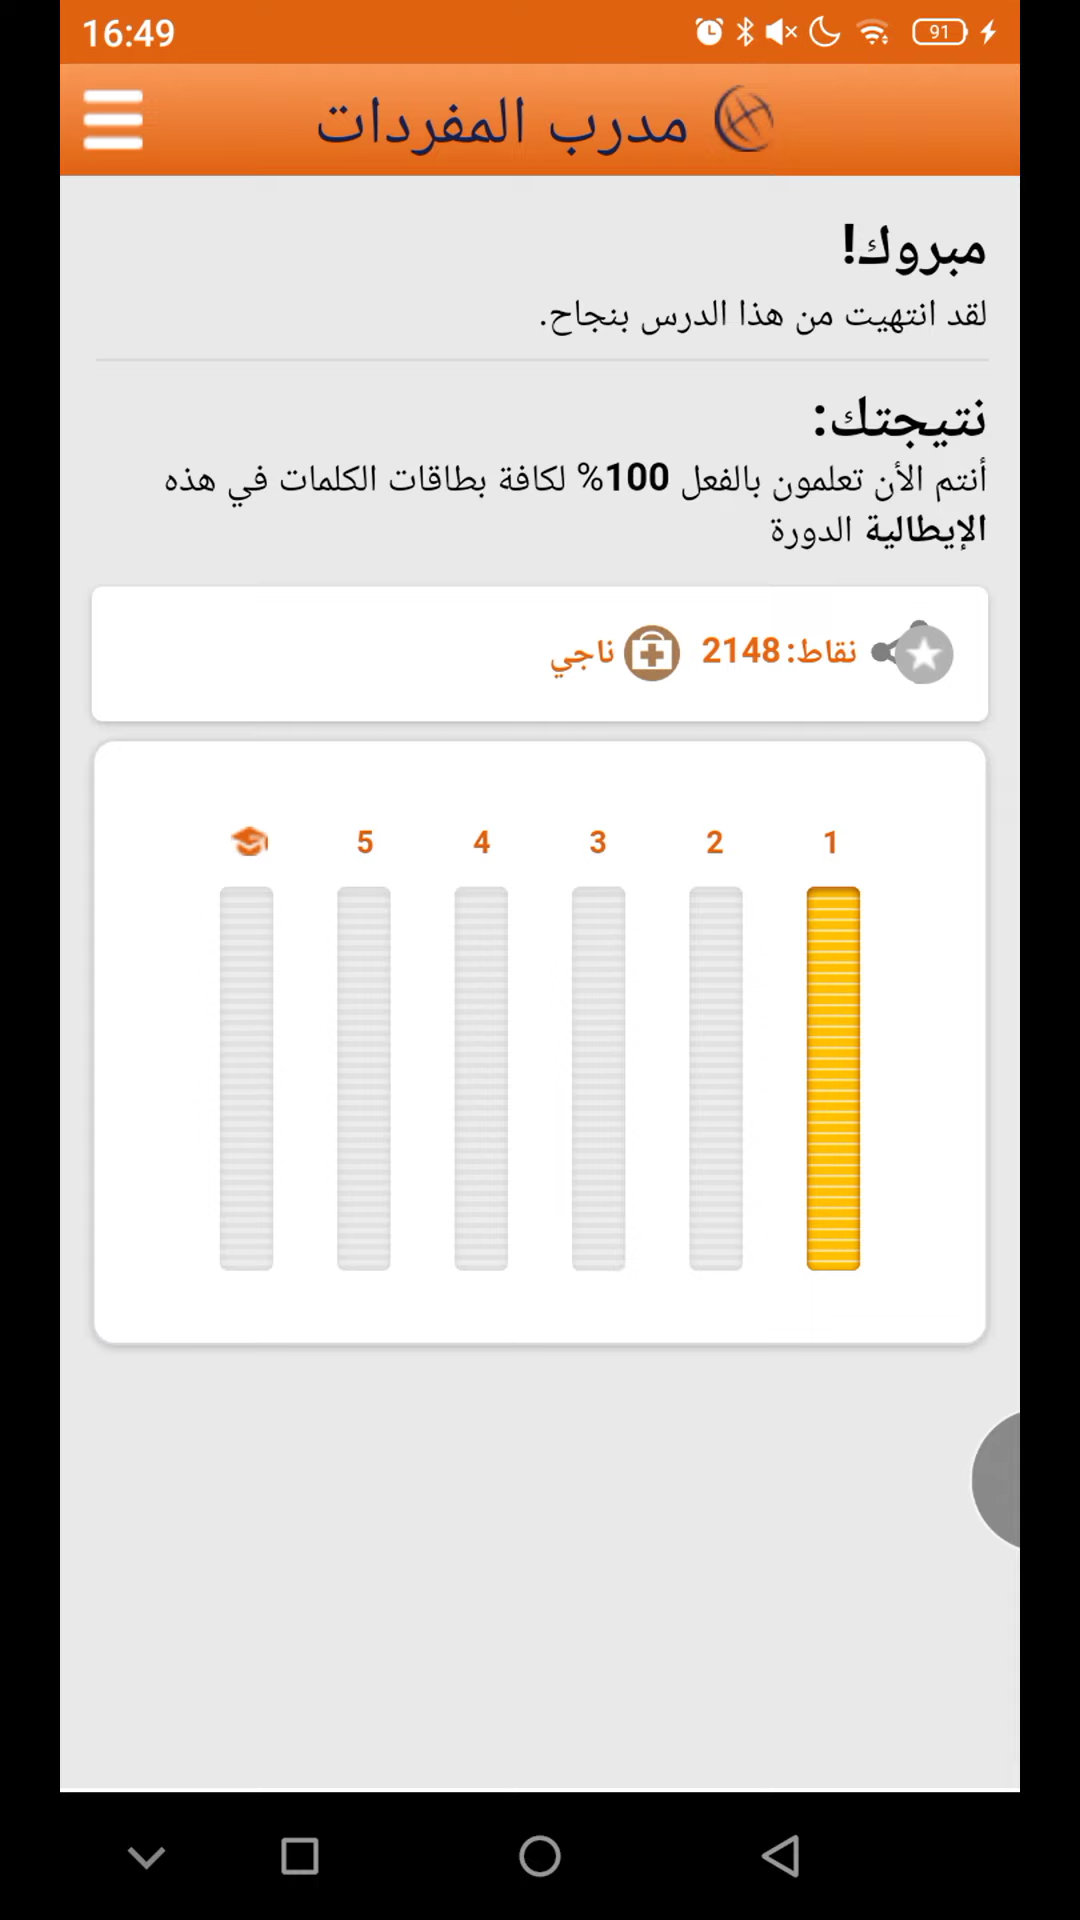 16:49
91
مدرب المفردات
مبروك!
لقد انتهيت من هذا الدرس بنجاح.
نتيجتك:
أنتم الأن تعلمون بالفعل 100% لكافة بطاقات الكلمات في هذه
الإيطالية الدورة
نقاط: 2148 ناجي
1 2 3 4 5